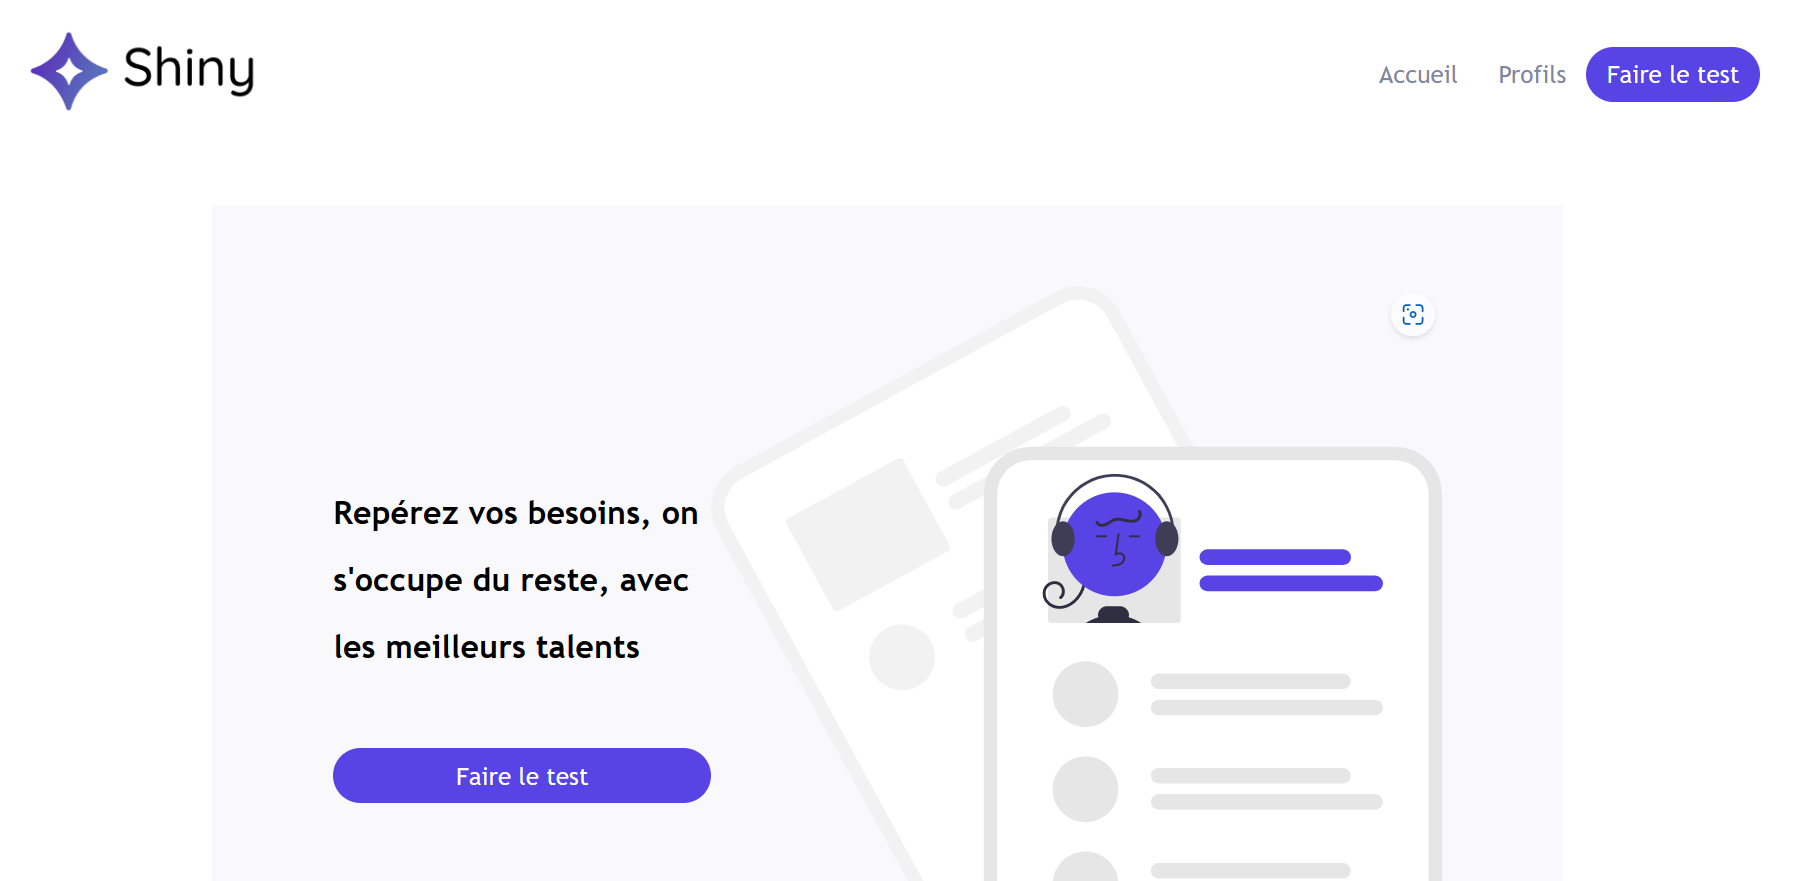 Shiny
Accueil
Profils
Faire le test
Repérez vos besoins, on
s'occupe du reste, avec
les meilleurs talents
Faire le test